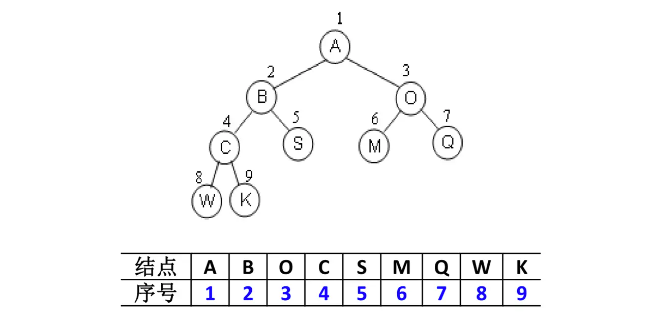 1
A
2
3
B
O
4
5
6
7
C
S
M
Q
8
9
W
K
结点 A B O C S M Q W K
序号 1 2 3 4 5 6 7 8 9